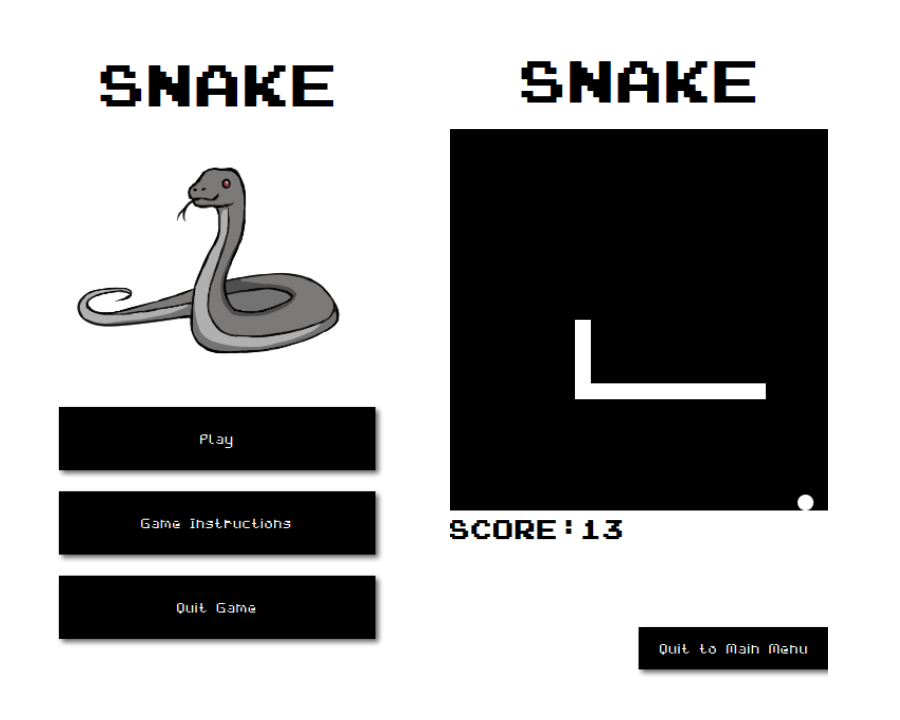 SNAKE
Play
Game Instructions
Quit Game
SNAKE
SCORE:13
Quit to Main Menu